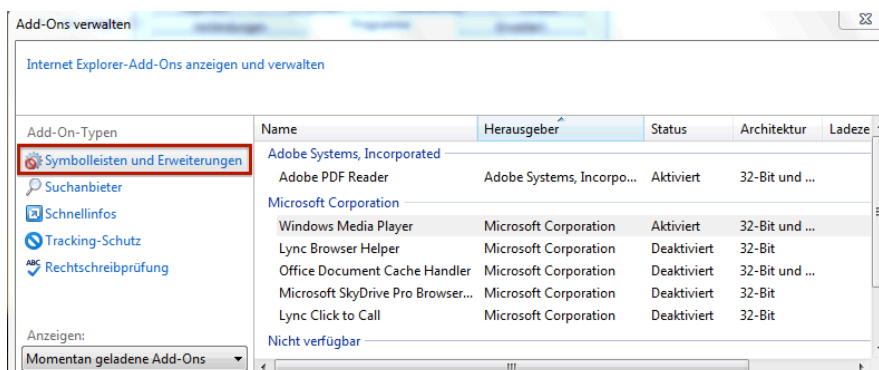 Add-Ons verwalten
Internet Explorer-Add-Ons anzeigen und verwalten
Add-On-Typen
Symbolleisten und Erweiterungen
Suchanbieter
Schnellinfos
Tracking-Schutz
ABC Rechtschreibprüfung
Anzeigen:
Momentan geladene Add-Ons
Name Herausgeber Status Architektur Ladeze
Adobe Systems, Incorporated
Adobe PDF Reader Adobe Systems, Incorpo... Aktiviert 32-Bit und ...
Microsoft Corporation
Windows Media Player Microsoft Corporation Aktiviert 32-Bit und ...
Lync Browser Helper Microsoft Corporation Deaktiviert 32-Bit
Office Document Cache Handler Microsoft Corporation Deaktiviert 32-Bit und ...
Microsoft SkyDrive Pro Browser... Microsoft Corporation Deaktiviert 32-Bit
Lync Click to Call Microsoft Corporation Deaktiviert 32-Bit
Nicht verfügbar